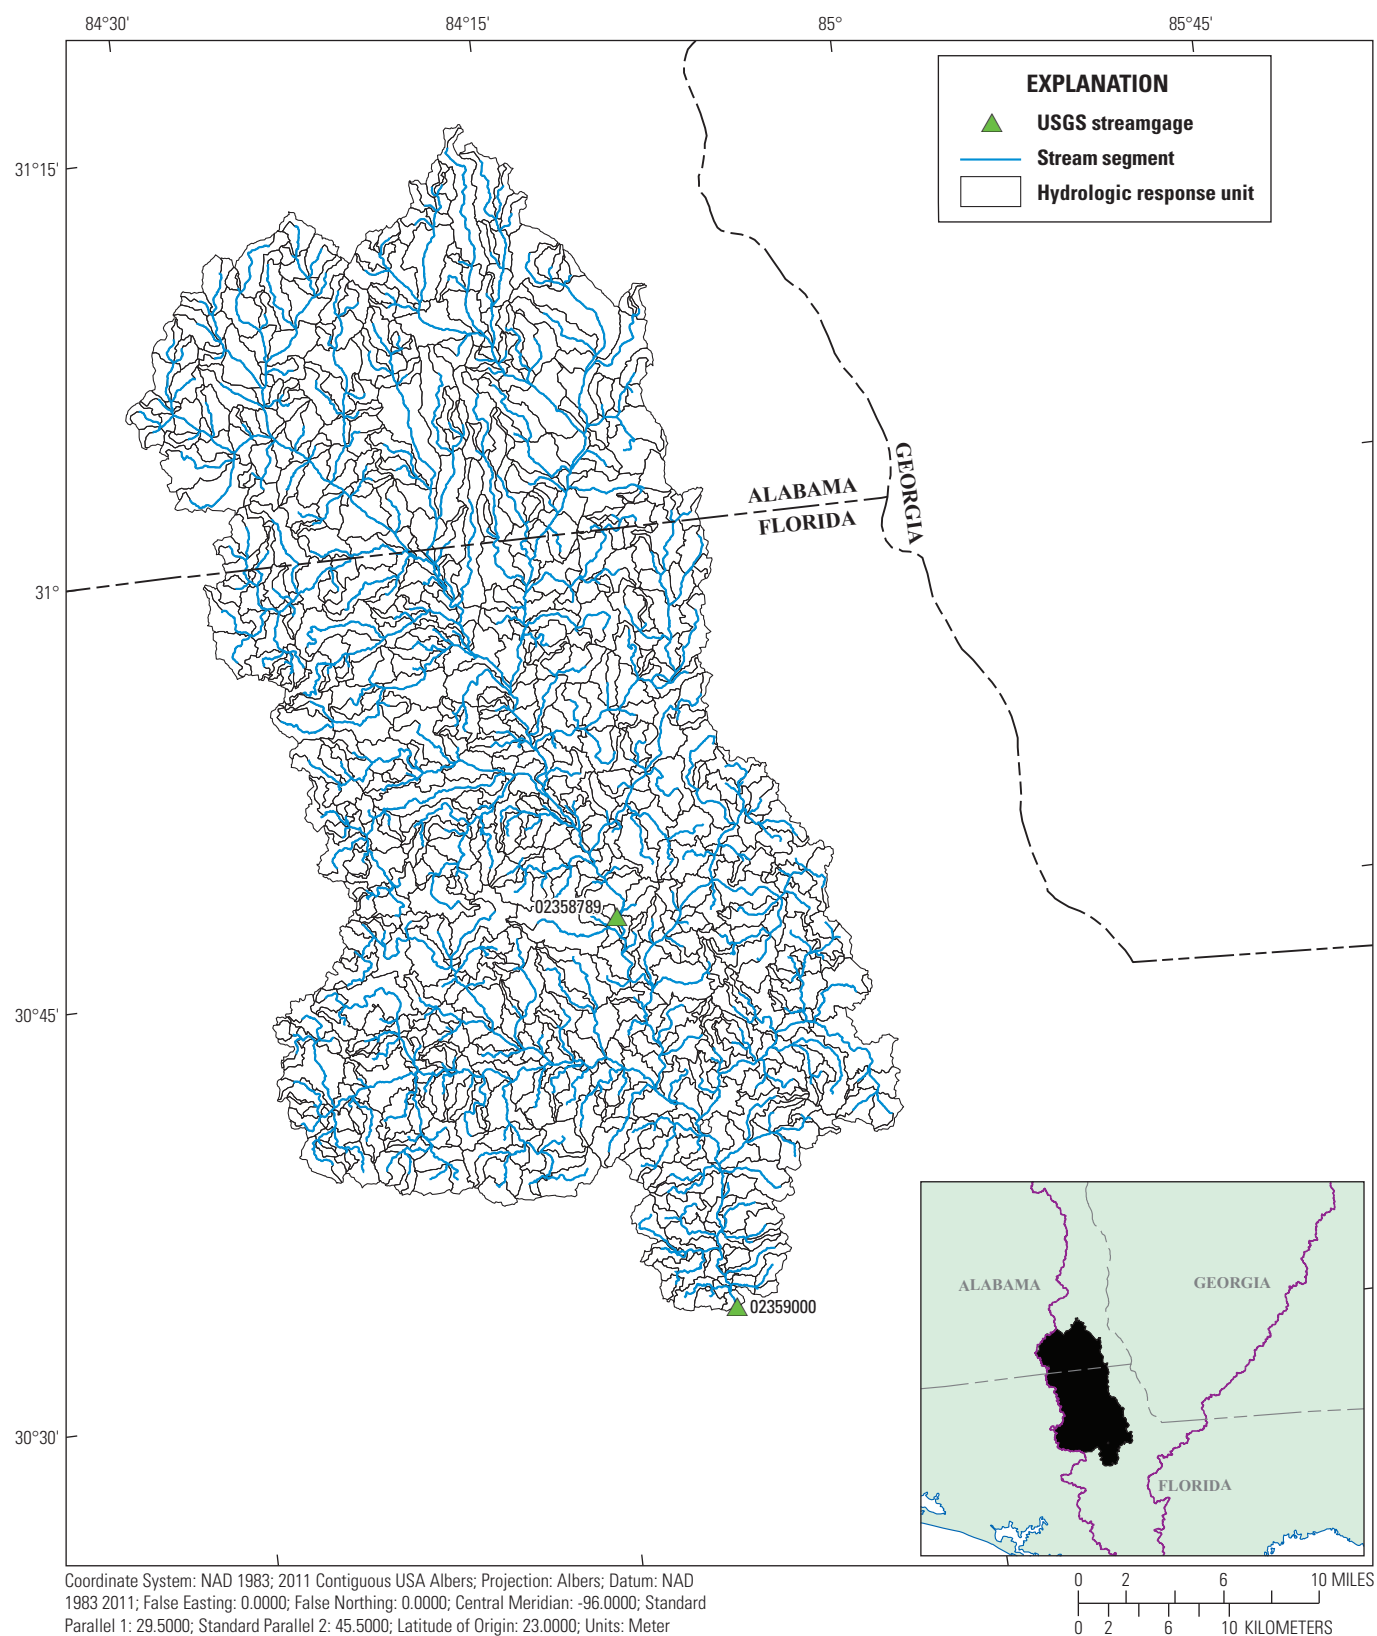 84°30' 84°15' 85° 85°45'
EXPLANATION
USGS streamgage
Stream segment
Hydrologic response unit
31°15'
GEORGIA
ALABAMA
FLORIDA
31°
02358789
30°45'
ALABAMA
GEORGIA
02359000
30°30'
FLORIDA
Coordinate System: NAD 1983; 2011 Contiguous USA Albers; Projection: Albers; Datum: NAD
1983 2011; False Easting: 0.0000; False Northing: 0.0000; Central Meridian: -96.0000; Standard
Parallel 1: 29.5000; Standard Parallel 2: 45.5000; Latitude of Origin: 23.0000; Units: Meter
0 2 6 10 MILES
0 2 6 10 KILOMETERS